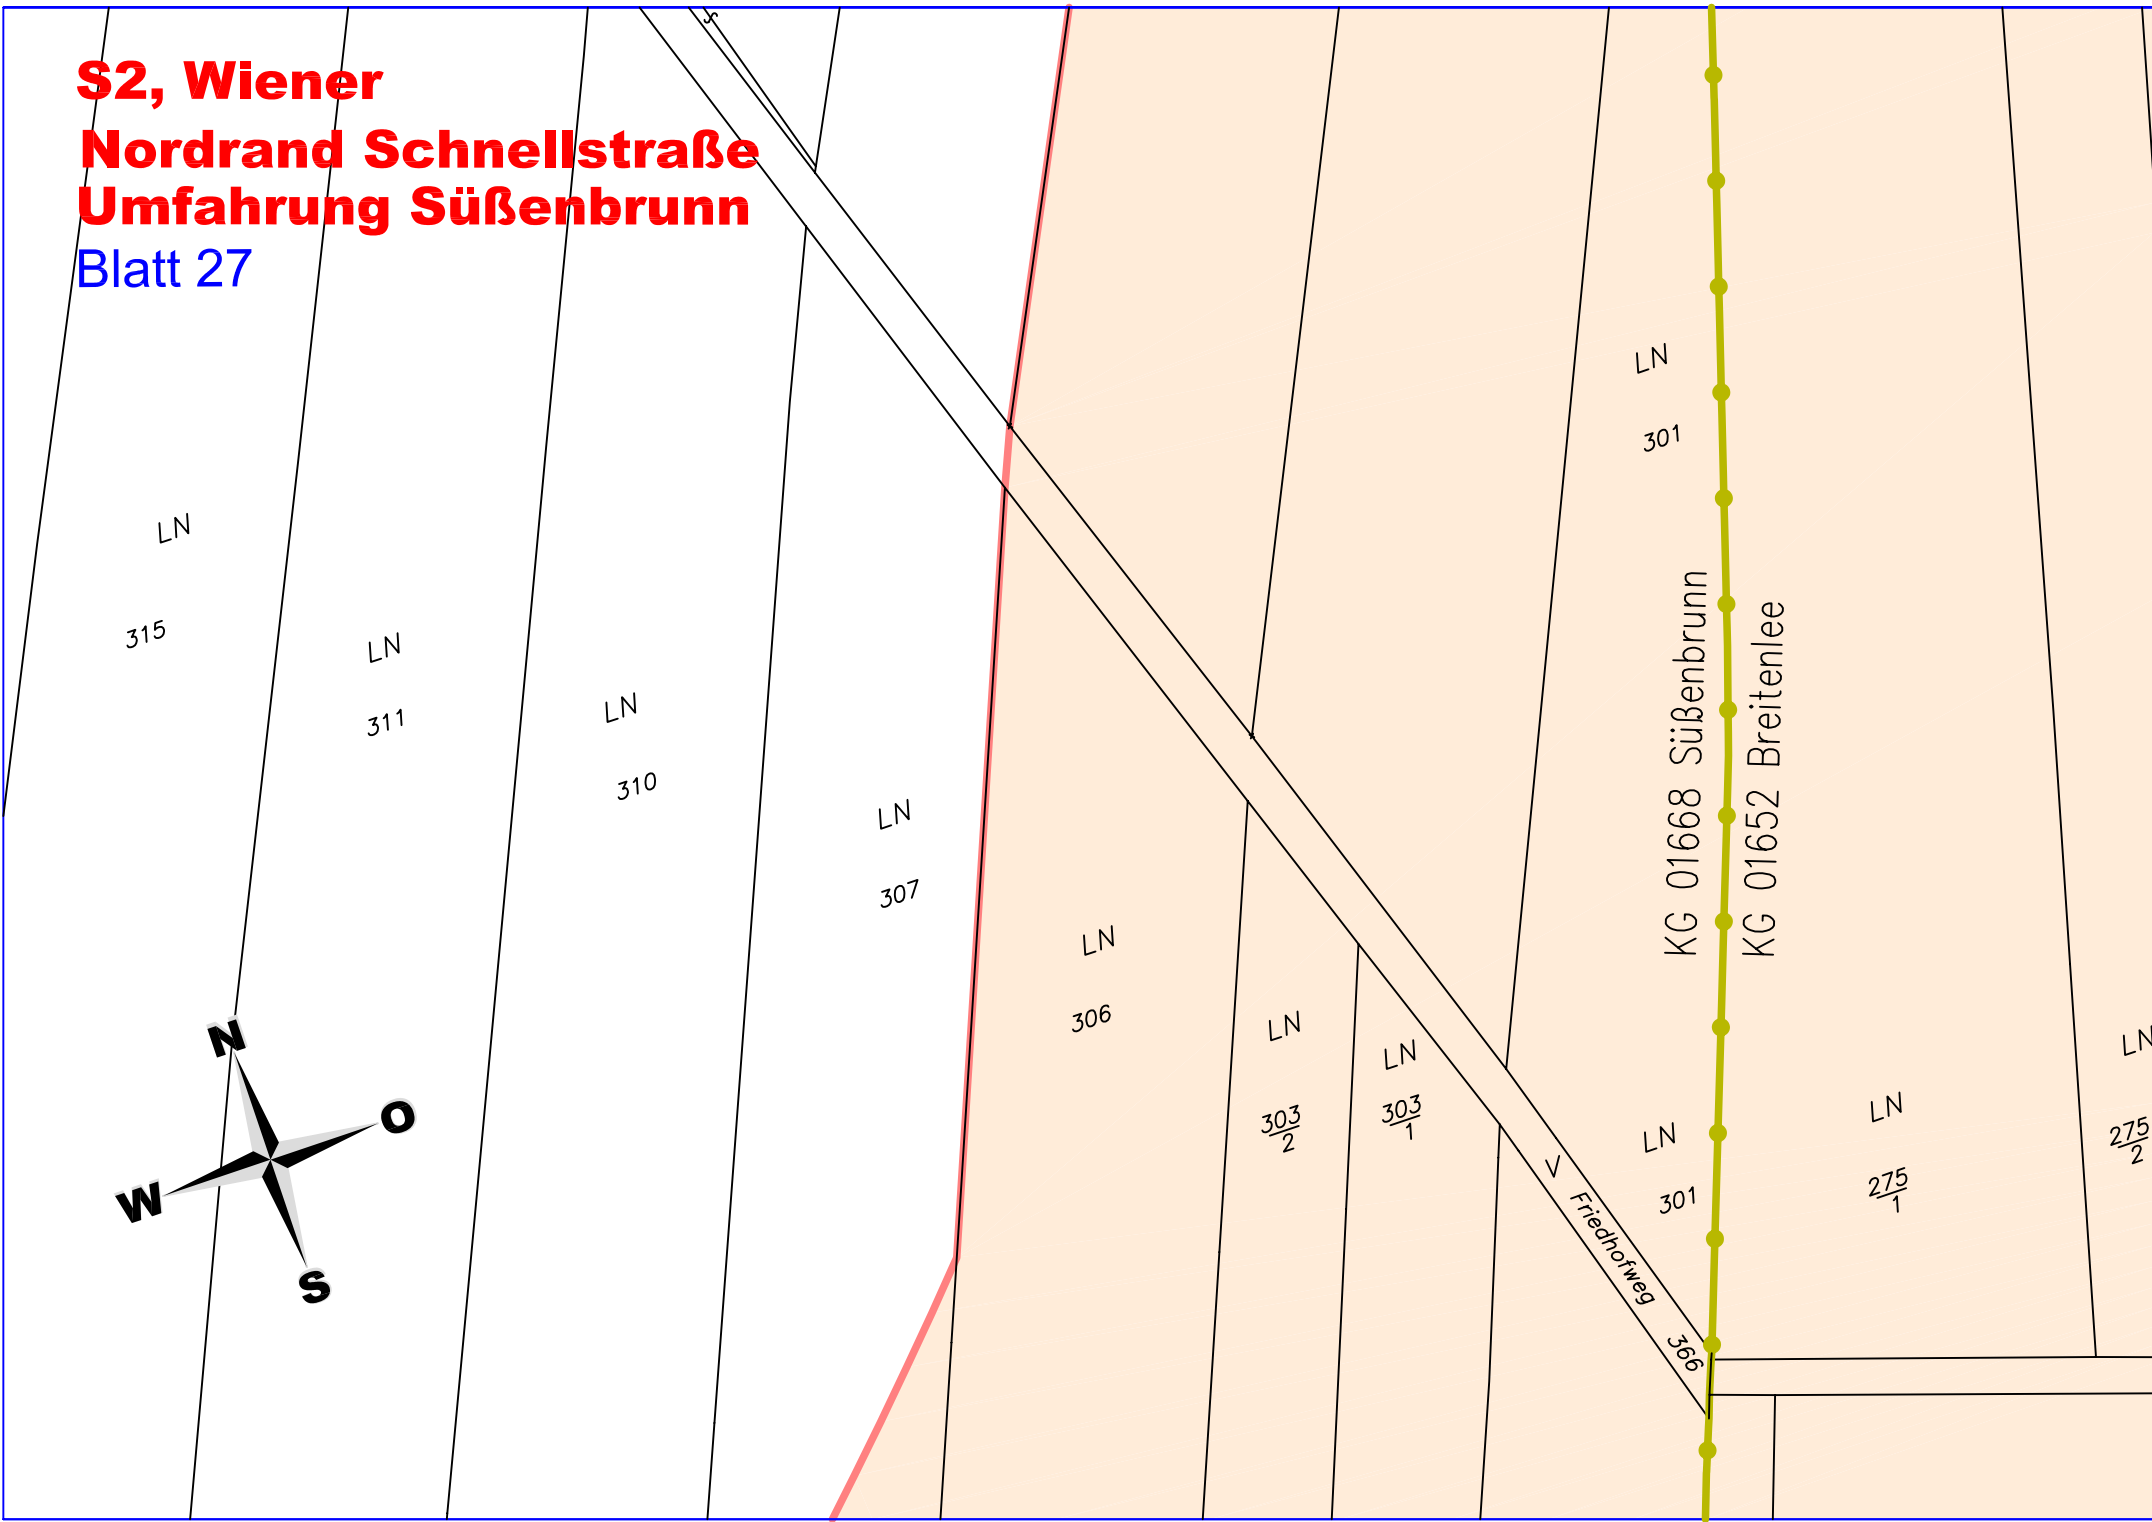 S2, Wiener
Nordrand Schnellstraße
Umfahrung Süßenbrunn
Blatt 27
LN
301
LN
315
LN
311
LN
310
LN
307
KG 01668 Süßenbrunn
KG 01652 Breitenlee
LN
306
LN
303
2
LN
303
1
LN
301
LN
275
1
LN
275
2
V Friedhofweg
366
N
O
W
S